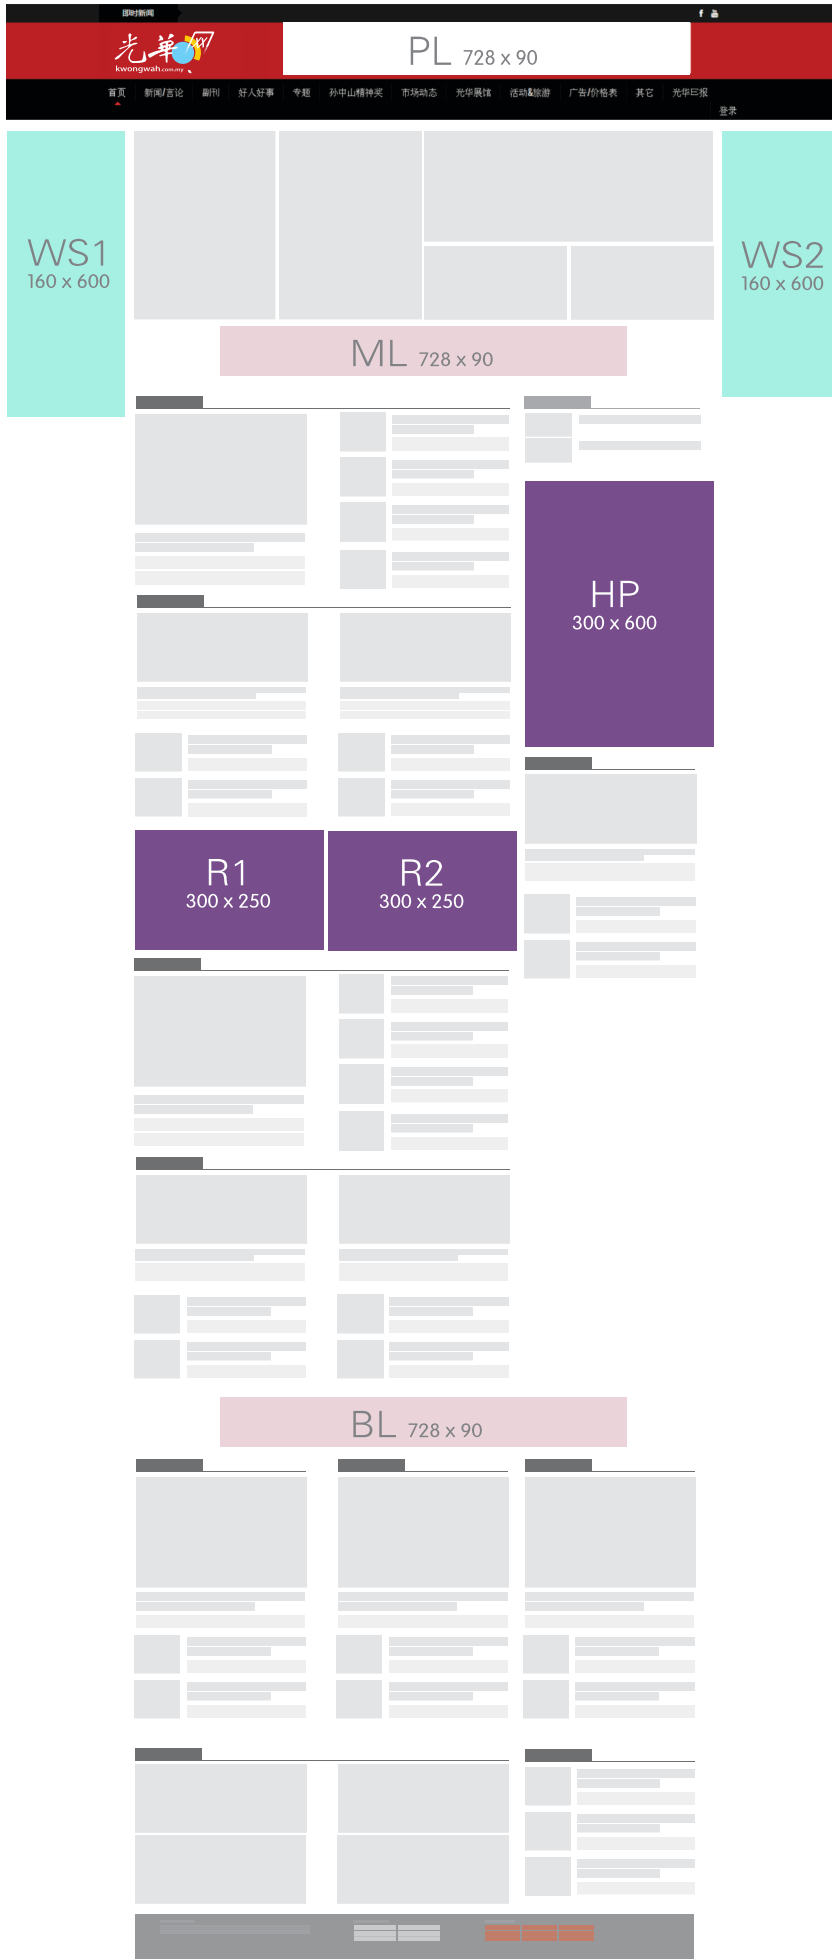 即时新闻
光華网
kwongwah.com.my
PL 728 x 90
首页 新闻/言论 副刊 好人好事 专题 孙中山精神奖 市场动态 光华展馆 活动&旅游 广告/价格表 其它 光华日报
登录
WS1
160 x 600
WS2
160 x 600
ML 728 x 90
HP
300 x 600
R1
300 x 250
R2
300 x 250
BL 728 x 90